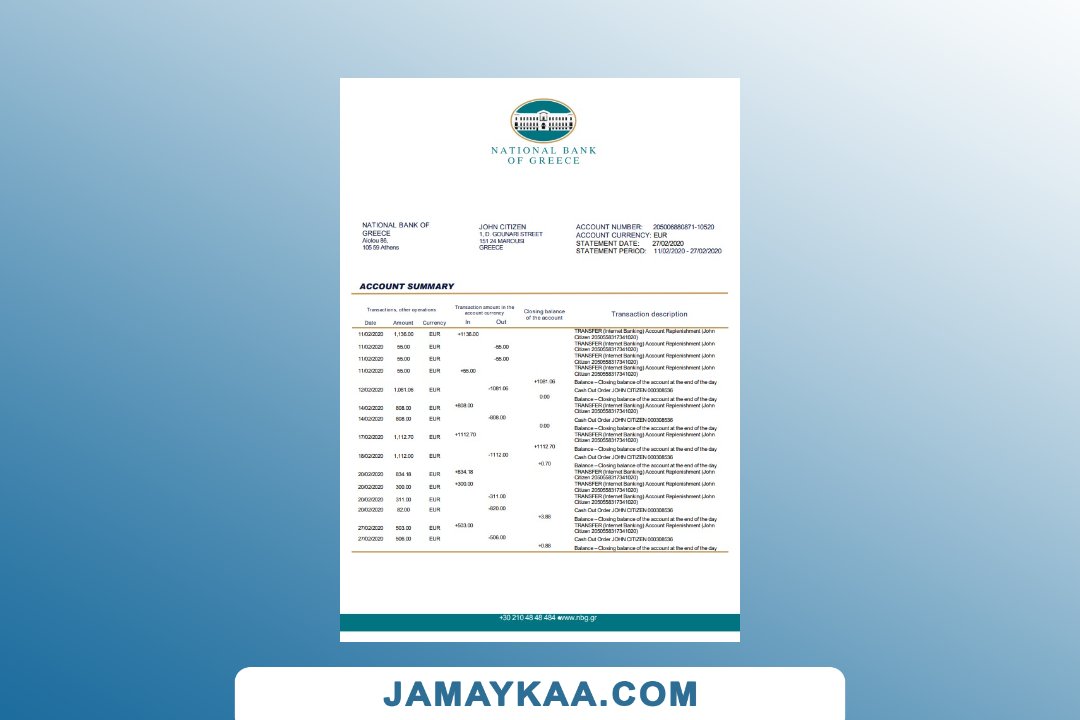 NATIONAL BANK
OF GREECE
NATIONAL BANK OF
GREECE
Aiolou 86,
105 59 Athens
JOHN CITIZEN
1, D. GOUNARI STREET
151 24 MAROUSI
GREECE
ACCOUNT NUMBER: 205006880871-10520
ACCOUNT CURRENCY: EUR
STATEMENT DATE: 27/02/2020
STATEMENT PERIOD: 11/02/2020 - 27/02/2020
ACCOUNT SUMMARY
Transactions, other operations
Transaction amount in the
account currency
Closing balance
of the account
Transaction description
Date Amount Currency In Out
11/02/2020 1,136.00 EUR +1136.00 TRANSFER (Internet Banking) Account Replenishment (John
Citizen 2050558317341020)
11/02/2020 55.00 EUR -55.00 TRANSFER (Internet Banking) Account Replenishment (John
Citizen 2050558317341020)
11/02/2020 55.00 EUR -55.00 TRANSFER (Internet Banking) Account Replenishment (John
Citizen 2050558317341020)
11/02/2020 55.00 EUR +55.00 TRANSFER (Internet Banking) Account Replenishment (John
Citizen 2050558317341020)
+1081.06 Balance – Closing balance of the account at the end of the day
12/02/2020 1,081.06 EUR -1081.06 Cash Out Order JOHN CITIZEN 000308536
0.00 Balance – Closing balance of the account at the end of the day
14/02/2020 808.00 EUR +808.00 TRANSFER (Internet Banking) Account Replenishment (John
Citizen 2050558317341020)
14/02/2020 808.00 EUR -808.00 Cash Out Order JOHN CITIZEN 000308536
0.00 Balance – Closing balance of the account at the end of the day
17/02/2020 1,112.70 EUR +1112.70 TRANSFER (Internet Banking) Account Replenishment (John
Citizen 2050558317341020)
+1112.70 Balance – Closing balance of the account at the end of the day
18/02/2020 1,112.00 EUR -1112.00 Cash Out Order JOHN CITIZEN 000308536
+0.70 Balance – Closing balance of the account at the end of the day
20/02/2020 834.18 EUR +834.18 TRANSFER (Internet Banking) Account Replenishment (John
Citizen 2050558317341020)
20/02/2020 300.00 EUR +300.00 TRANSFER (Internet Banking) Account Replenishment (John
Citizen 2050558317341020)
20/02/2020 311.00 EUR -311.00 TRANSFER (Internet Banking) Account Replenishment (John
Citizen 2050558317341020)
20/02/2020 82.00 EUR -820.00 Cash Out Order JOHN CITIZEN 000308536
+3.88 Balance – Closing balance of the account at the end of the day
27/02/2020 503.00 EUR +503.00 TRANSFER (Internet Banking) Account Replenishment (John
Citizen 2050558317341020)
27/02/2020 506.00 EUR -506.00 Cash Out Order JOHN CITIZEN 000308536
+0.88 Balance – Closing balance of the account at the end of the day
+30 210 48 48 484 www.nbg.gr
JAMAYKAA.COM